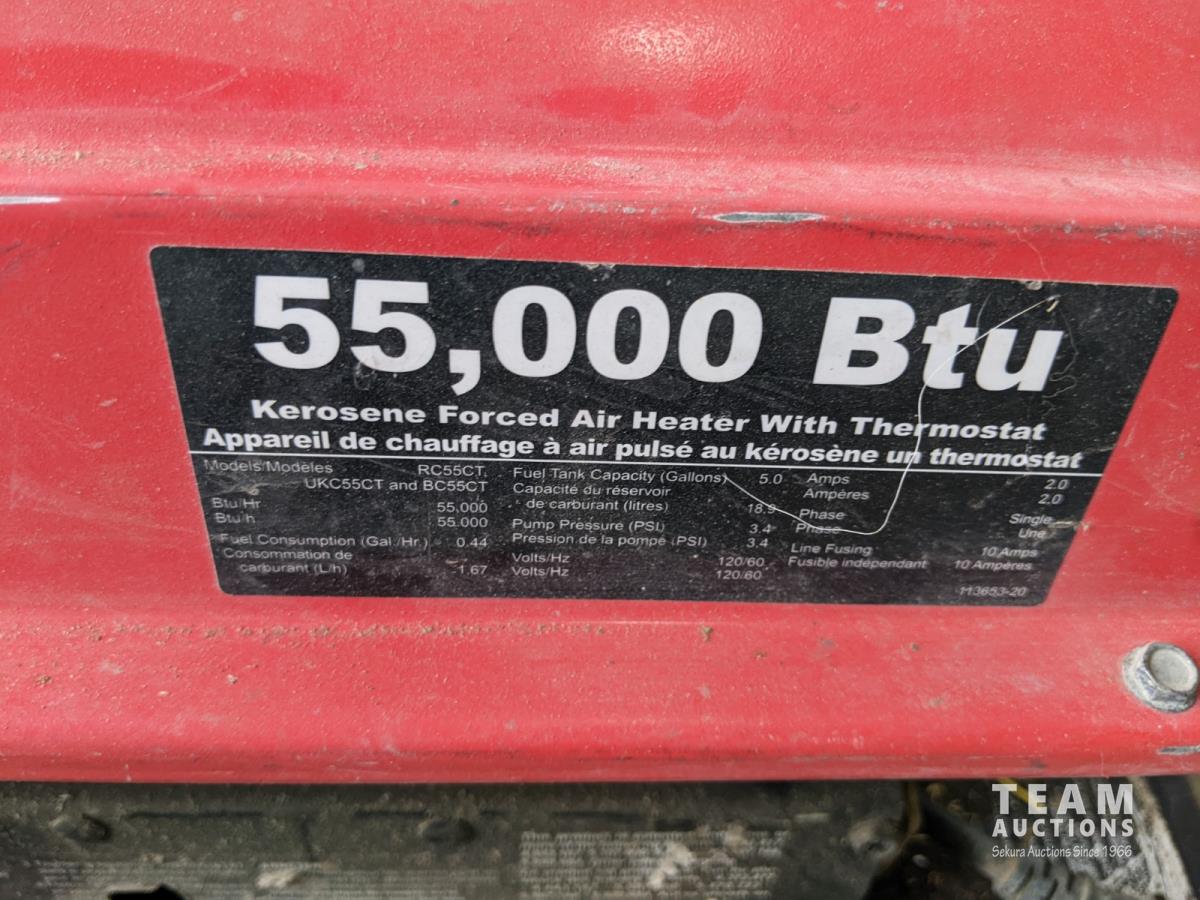 55,000 Btu
Kerosene Forced Air Heater With Thermostat
Appareil de chauffage à air pulsé au kérosène un thermostat
Models/Modèles RC55CT,
UKC55CT and BC55CT
Btu/Hr 55,000
Btu/h 55.000
Fuel Consumption (Gal./Hr.) 0.44
Consommation de
carburant (L/h) 1.67
Fuel Tank Capacity (Gallons) 5.0
Capacité du réservoir
de carburant (litres) 18.9
Pump Pressure (PSI) 3.4
Pression de la pompe (PSI) 3.4
Volts/Hz 120/60
Volts/Hz 120/60
Amps 2.0
Ampères 2.0
Phase Single
Phase Une
Line Fusing 10 Amps
Fusible indépendant 10 Ampères
113653-20
TEAM
AUCTIONS
Sekura Auctions Since 1966